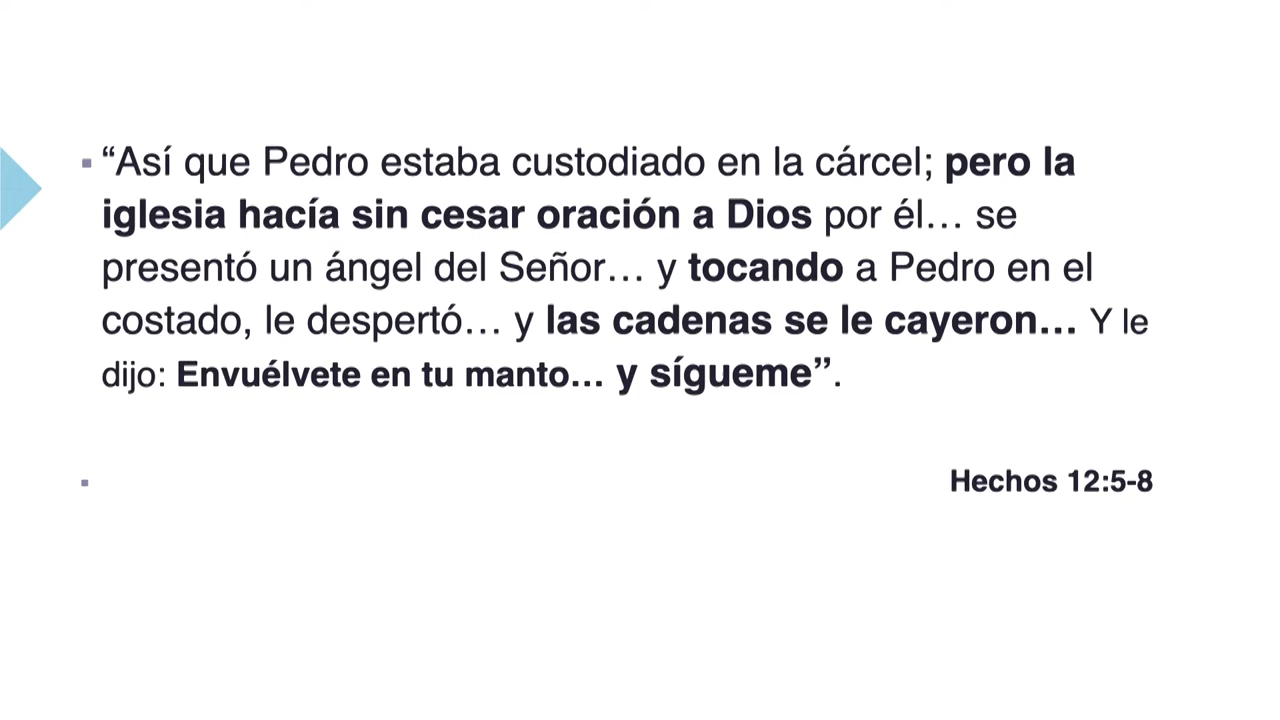 ▪ “Así que Pedro estaba custodiado en la cárcel; pero la
iglesia hacía sin cesar oración a Dios por él… se
presentó un ángel del Señor… y tocando a Pedro en el
costado, le despertó… y las cadenas se le cayeron… Y le
dijo: Envuélvete en tu manto… y sígueme”.
▪ Hechos 12:5-8